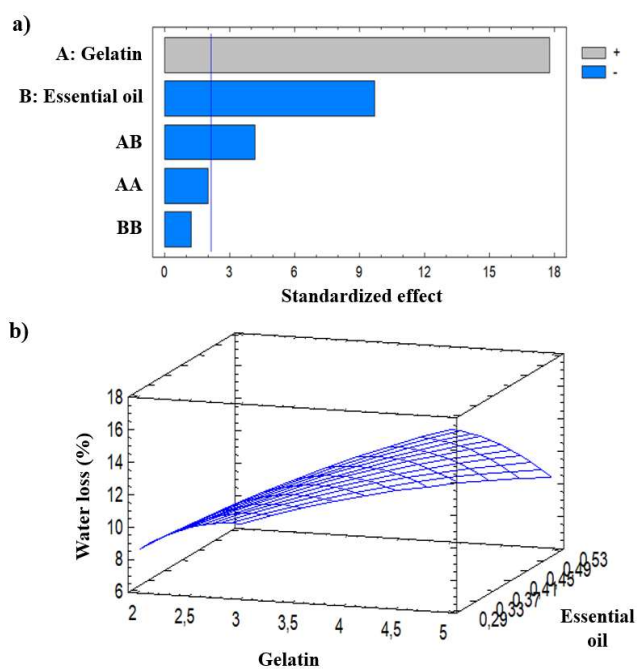 a)
A: Gelatin
B: Essential oil
AB
AA
BB
+
-
0 3 6 9 12 15 18
Standardized effect
b)
18
16
14
12
10
8
6
Water loss (%)
2 2,5 3 3,5 4 4,5 5
Gelatin
0,29 0,33 0,37 0,41 0,45 0,49 0,53
Essential
oil